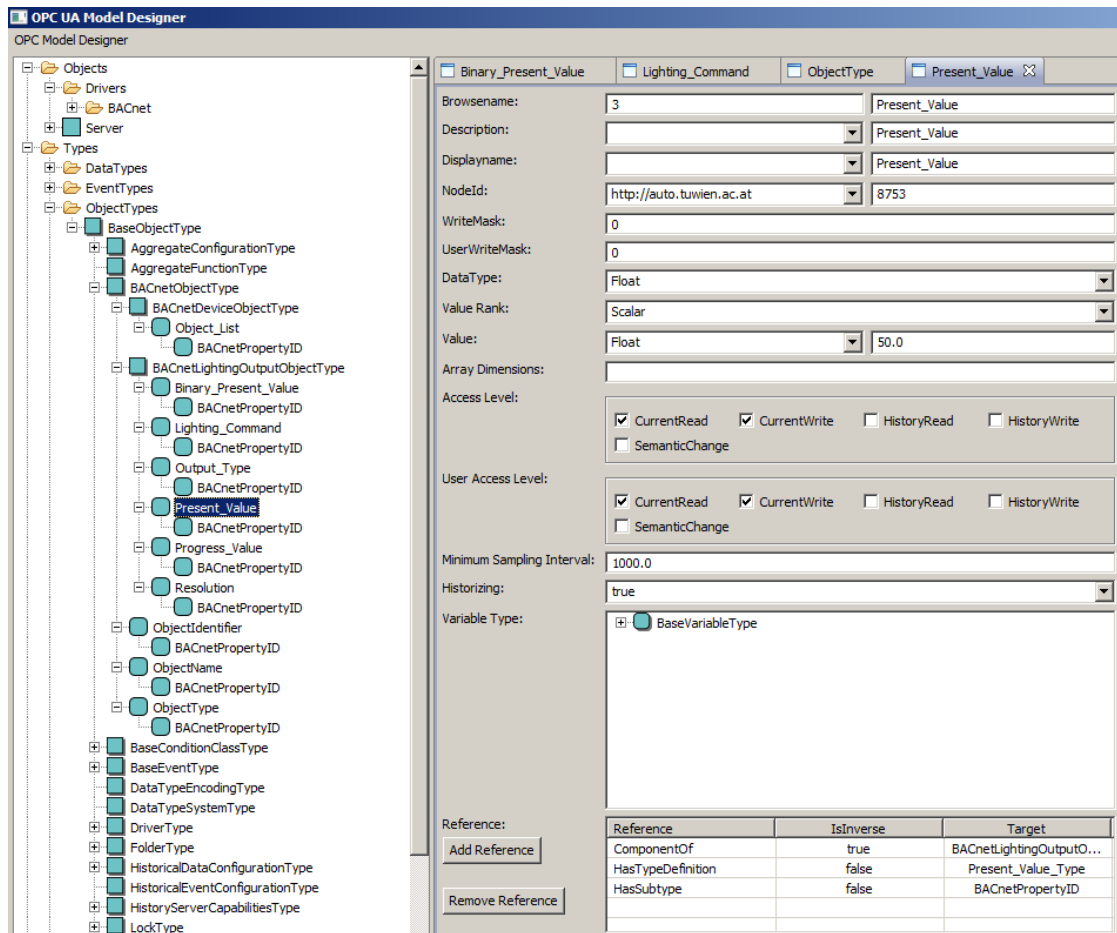 OPC UA Model Designer
OPC Model Designer
Objects
Drivers
BACnet
Server
Types
DataTypes
EventTypes
ObjectTypes
BaseObjectType
AggregateConfigurationType
AggregateFunctionType
BACnetObjectType
BACnetDeviceObjectType
Object_List
BACnetPropertyID
BACnetLightingOutputObjectType
Binary_Present_Value
BACnetPropertyID
Lighting_Command
BACnetPropertyID
Output_Type
BACnetPropertyID
Present_Value
BACnetPropertyID
Progress_Value
BACnetPropertyID
Resolution
BACnetPropertyID
ObjectIdentifier
BACnetPropertyID
ObjectName
BACnetPropertyID
ObjectType
BACnetPropertyID
BaseConditionClassType
BaseEventType
DataTypeEncodingType
DataTypeSystemType
DriverType
FolderType
HistoricalDataConfigurationType
HistoricalEventConfigurationType
HistoryServerCapabilitiesType
LockType
Binary_Present_Value Lighting_Command ObjectType Present_Value
Browsename: 3 Present_Value
Description: Present_Value
Displayname: Present_Value
NodeId: http://auto.tuwien.ac.at 8753
WriteMask: 0
UserWriteMask: 0
DataType: Float
Value Rank: Scalar
Value: Float 50.0
Array Dimensions:
Access Level:
CurrentRead CurrentWrite HistoryRead HistoryWrite
SemanticChange
User Access Level:
CurrentRead CurrentWrite HistoryRead HistoryWrite
SemanticChange
Minimum Sampling Interval: 1000.0
Historizing: true
Variable Type: BaseVariableType
Reference:
Add Reference
Remove Reference
Reference IsInverse Target
ComponentOf true BACnetLightingOutputO...
HasTypeDefinition false Present_Value_Type
HasSubtype false BACnetPropertyID